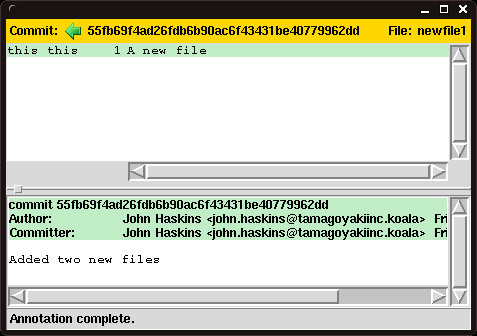 Commit: 55fb69f4ad26fdb6b90ac6f43431be40779962dd File: newfile1
this this 1 A new file
commit 55fb69f4ad26fdb6b90ac6f43431be40779962dd
Author: John Haskins <john.haskins@tamagoyakiinc.koala> Fri
Committer: John Haskins <john.haskins@tamagoyakiinc.koala> Fri
Added two new files
Annotation complete.